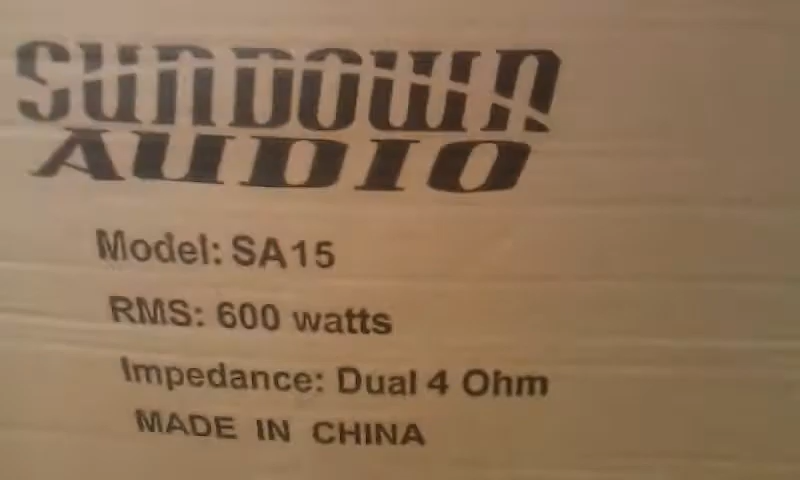 SUNDOWN
AUDIO
Model: SA15
RMS: 600 watts
Impedance: Dual 4 Ohm
MADE IN CHINA